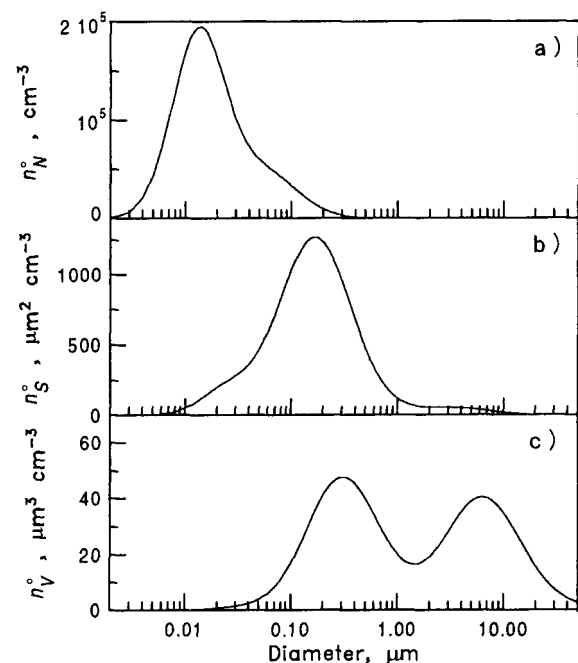 2 10⁵
a )
10⁵
0
n°N , cm⁻³
b )
1000
500
0
n°S , μm² cm⁻³
c )
60
40
20
0
n°V , μm³ cm⁻³
0.01 0.10 1.00 10.00
Diameter, μm